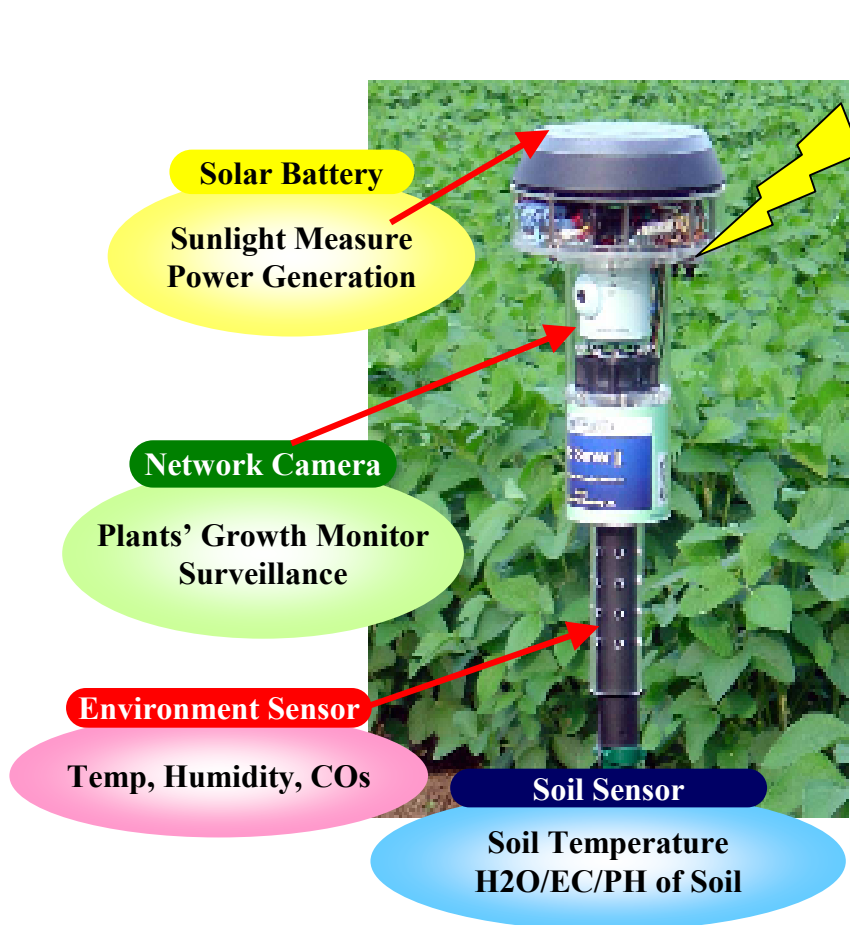 Solar Battery
Sunlight Measure
Power Generation
Network Camera
Plants’ Growth Monitor
Surveillance
Environment Sensor
Temp, Humidity, COs
Soil Sensor
Soil Temperature
H2O/EC/PH of Soil